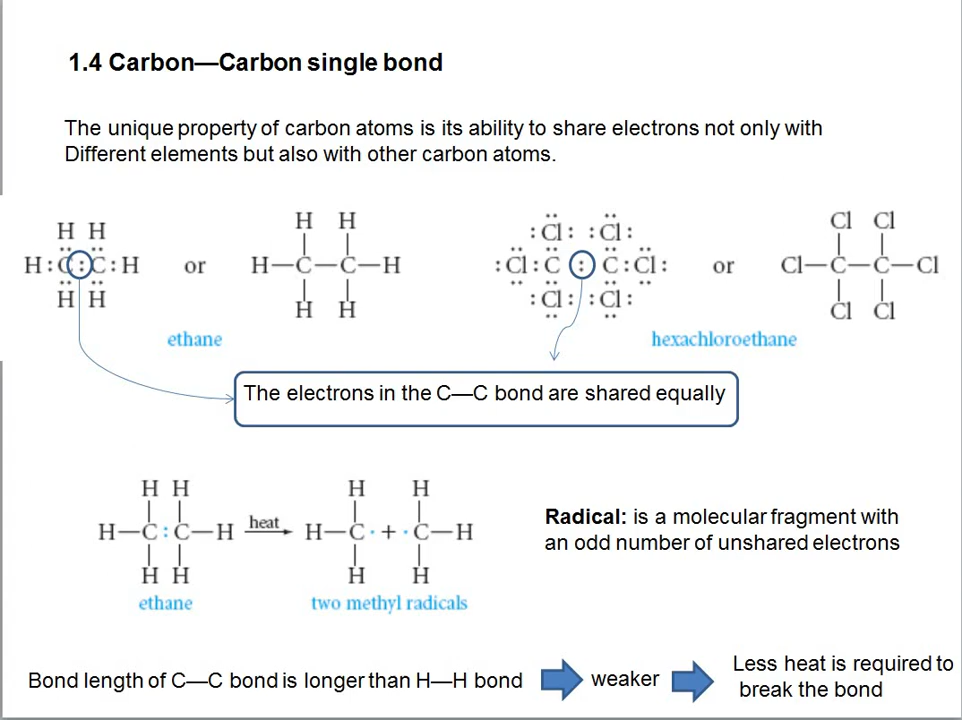 1.4 Carbon—Carbon single bond
The unique property of carbon atoms is its ability to share electrons not only with
Different elements but also with other carbon atoms.
H H
H:C:C:H
H H
or
H H
H—C—C—H
H H
ethane
:Cl: :Cl:
:Cl:C : C:Cl:
:Cl: :Cl:
or
Cl Cl
Cl—C—C—Cl
Cl Cl
hexachloroethane
The electrons in the C—C bond are shared equally
H H
H—C:C—H
H H
ethane
heat
H H
H—C·+·C—H
H H
two methyl radicals
Radical: is a molecular fragment with
an odd number of unshared electrons
Bond length of C—C bond is longer than H—H bond
weaker
Less heat is required to
break the bond